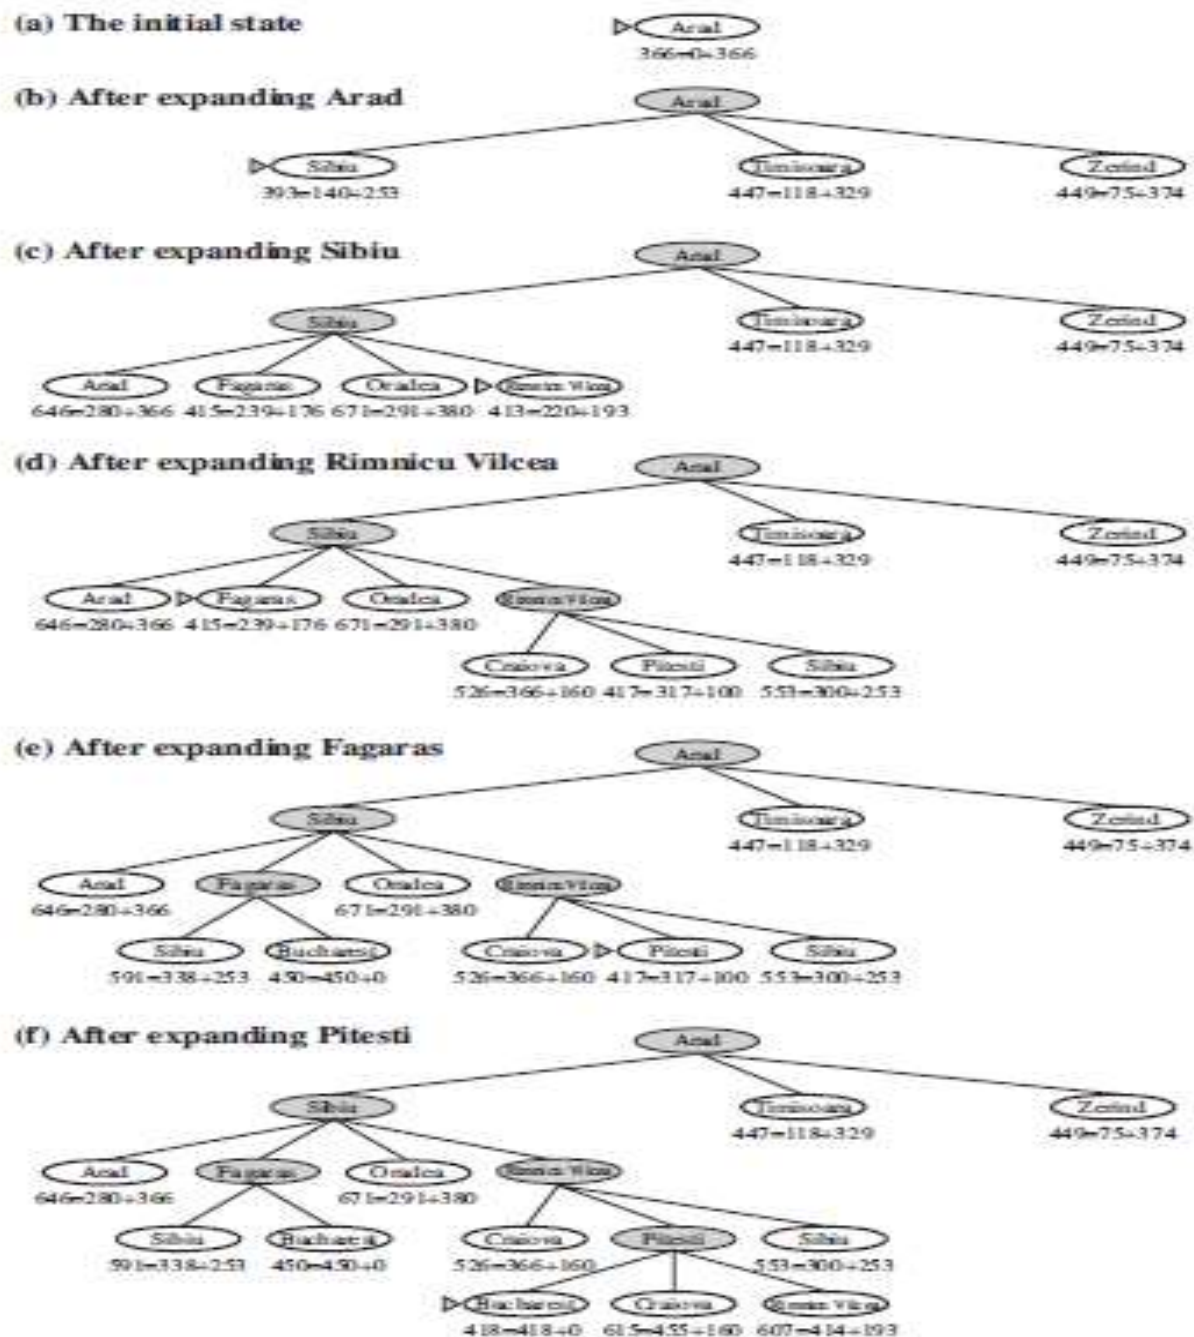 (a) The initial state
Arad
366=0+366
(b) After expanding Arad
Arad
Sibiu Timisoara Zerind
393=140+253 447=118+329 449=75+374
(c) After expanding Sibiu
Arad
Sibiu Timisoara Zerind
447=118+329 449=75+374
Arad Fagaras Oradea Rimnicu Vilcea
646=280+366 415=239+176 671=291+380 413=220+193
(d) After expanding Rimnicu Vilcea
Arad
Sibiu Timisoara Zerind
447=118+329 449=75+374
Arad Fagaras Oradea Rimnicu Vilcea
646=280+366 415=239+176 671=291+380
Craiova Pitesti Sibiu
526=366+160 417=317+100 553=300+253
(e) After expanding Fagaras
Arad
Sibiu Timisoara Zerind
447=118+329 449=75+374
Arad Fagaras Oradea Rimnicu Vilcea
646=280+366 671=291+380
Sibiu Bucharest Craiova Pitesti Sibiu
591=338+253 450=450+0 526=366+160 417=317+100 553=300+253
(f) After expanding Pitesti
Arad
Sibiu Timisoara Zerind
447=118+329 449=75+374
Arad Fagaras Oradea Rimnicu Vilcea
646=280+366 671=291+380
Sibiu Bucharest Craiova Pitesti Sibiu
591=338+253 450=450+0 526=366+160 553=300+253
Bucharest Craiova Rimnicu Vilcea
418=418+0 615=455+160 607=414+193